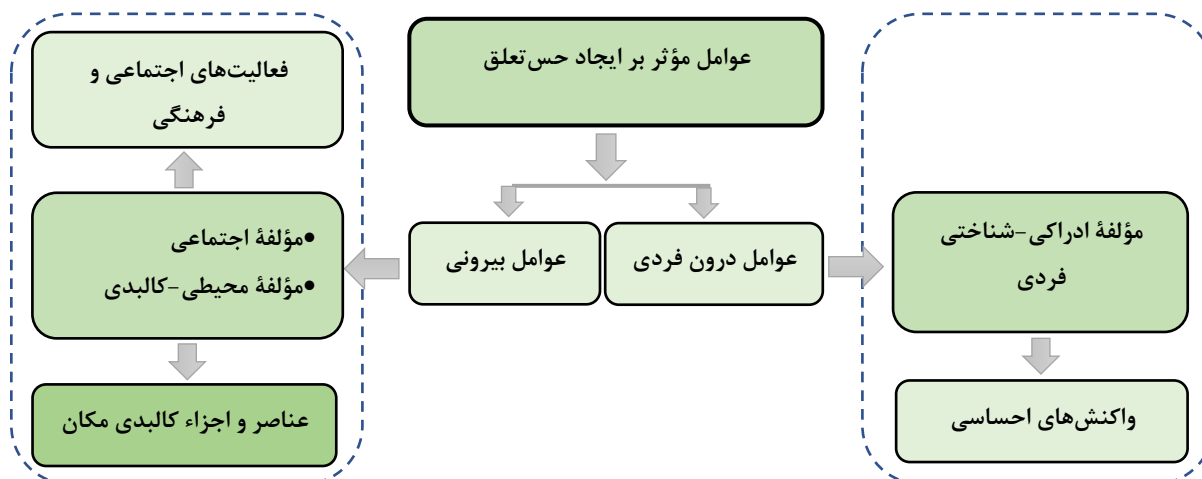 عوامل مؤثر بر ایجاد حس‌تعلق
عوامل درون فردی
عوامل بیرونی
مؤلفهٔ ادراکی-شناختی
فردی
واکنش‌های احساسی
فعالیت‌های اجتماعی و
فرهنگی
•مؤلفهٔ اجتماعی
•مؤلفهٔ محیطی-کالبدی
عناصر و اجزاء کالبدی مکان